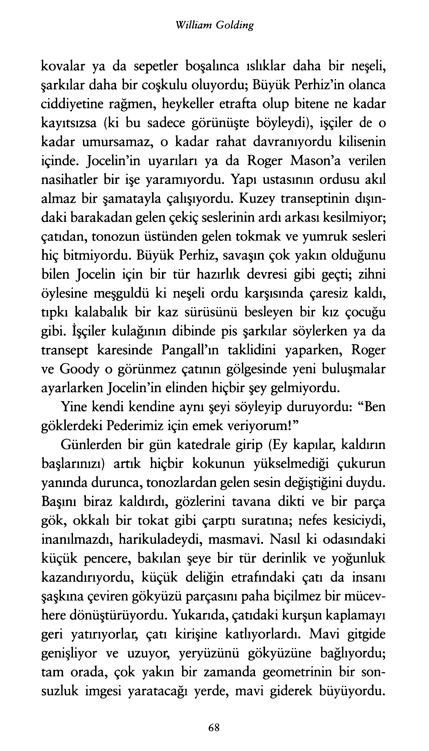 William Golding
kovalar ya da sepetler boşalınca ıslıklar daha bir neşeli,
şarkılar daha bir coşkulu oluyordu; Büyük Perhiz'in olanca
ciddiyetine rağmen, heykeller etrafta olup bitene ne kadar
kayıtsızsa (ki bu sadece görünüşte böyleydi), işçiler de o
kadar umursamaz, o kadar rahat davranıyordu kilisenin
içinde. Jocelin'in uyarıları ya da Roger Mason'a verilen
nasihatler bir işe yaramıyordu. Yapı ustasının ordusu akıl
almaz bir şamatayla çalışıyordu. Kuzey transeptinin dışın-
daki barakadan gelen çekiç seslerinin ardı arkası kesilmiyor;
çatıdan, tonozun üstünden gelen tokmak ve yumruk sesleri
hiç bitmiyordu. Büyük Perhiz, savaşın çok yakın olduğunu
bilen Jocelin için bir tür hazırlık devresi gibi geçti; zihni
öylesine meşguldü ki neşeli ordu karşısında çaresiz kaldı,
tıpkı kalabalık bir kaz sürüsünü besleyen bir kız çocuğu
gibi. İşçiler kulağının dibinde pis şarkılar söylerken ya da
transept karesinde Pangall'ın taklidini yaparken, Roger
ve Goody o görünmez çatının gölgesinde yeni buluşmalar
ayarlarken Jocelin'in elinden hiçbir şey gelmiyordu.
Yine kendi kendine aynı şeyi söyleyip duruyordu: “Ben
göklerdeki Pederimiz için emek veriyorum!”
Günlerden bir gün katedrale girip (Ey kapılar, kaldırın
başlarınızı) artık hiçbir kokunun yükselmediği çukurun
yanında durunca, tonozlardan gelen sesin değiştiğini duydu.
Başını biraz kaldırdı, gözlerini tavana dikti ve bir parça
gök, okkalı bir tokat gibi çarptı suratına; nefes kesiciydi,
inanılmazdı, harikuladeydi, masmavi. Nasıl ki odasındaki
küçük pencere, bakılan şeye bir tür derinlik ve yoğunluk
kazandırıyordu, küçük deliğin etrafındaki çatı da insanı
şaşkına çeviren gökyüzü parçasını paha biçilmez bir mücev-
here dönüştürüyordu. Yukarıda, çatıdaki kurşun kaplamayı
geri yatırıyorlar, çatı kirişine katlıyorlardı. Mavi gitgide
genişliyor ve uzuyor, yeryüzünü gökyüzüne bağlıyordu;
tam orada, çok yakın bir zamanda geometrinin bir son-
suzluk imgesi yaratacağı yerde, mavi giderek büyüyordu.
68